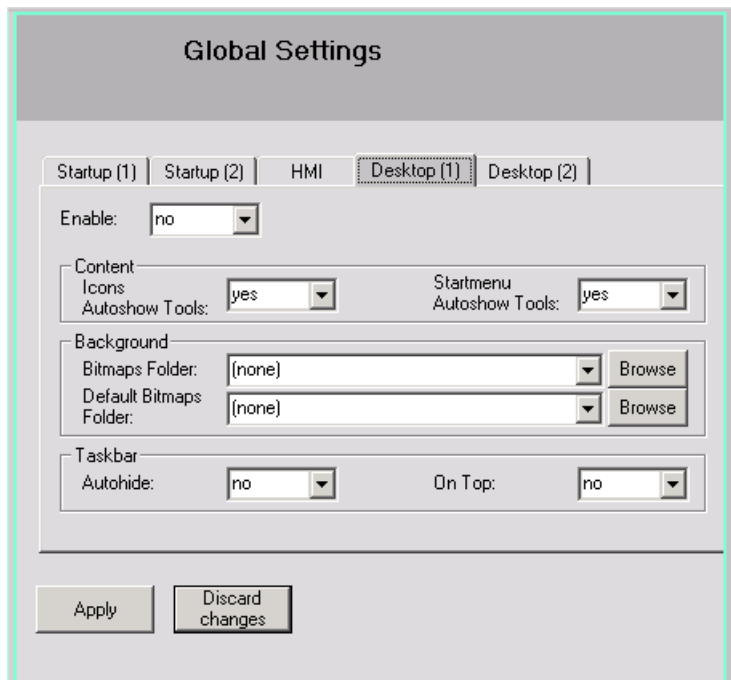 Global Settings
Startup (1) Startup (2) HMI Desktop (1) Desktop (2)
Enable: no
Content
Icons
Autoshow Tools: yes
Startmenu
Autoshow Tools: yes
Background
Bitmaps Folder: (none) Browse
Default Bitmaps
Folder: (none) Browse
Taskbar
Autohide: no On Top: no
Apply
Discard
changes